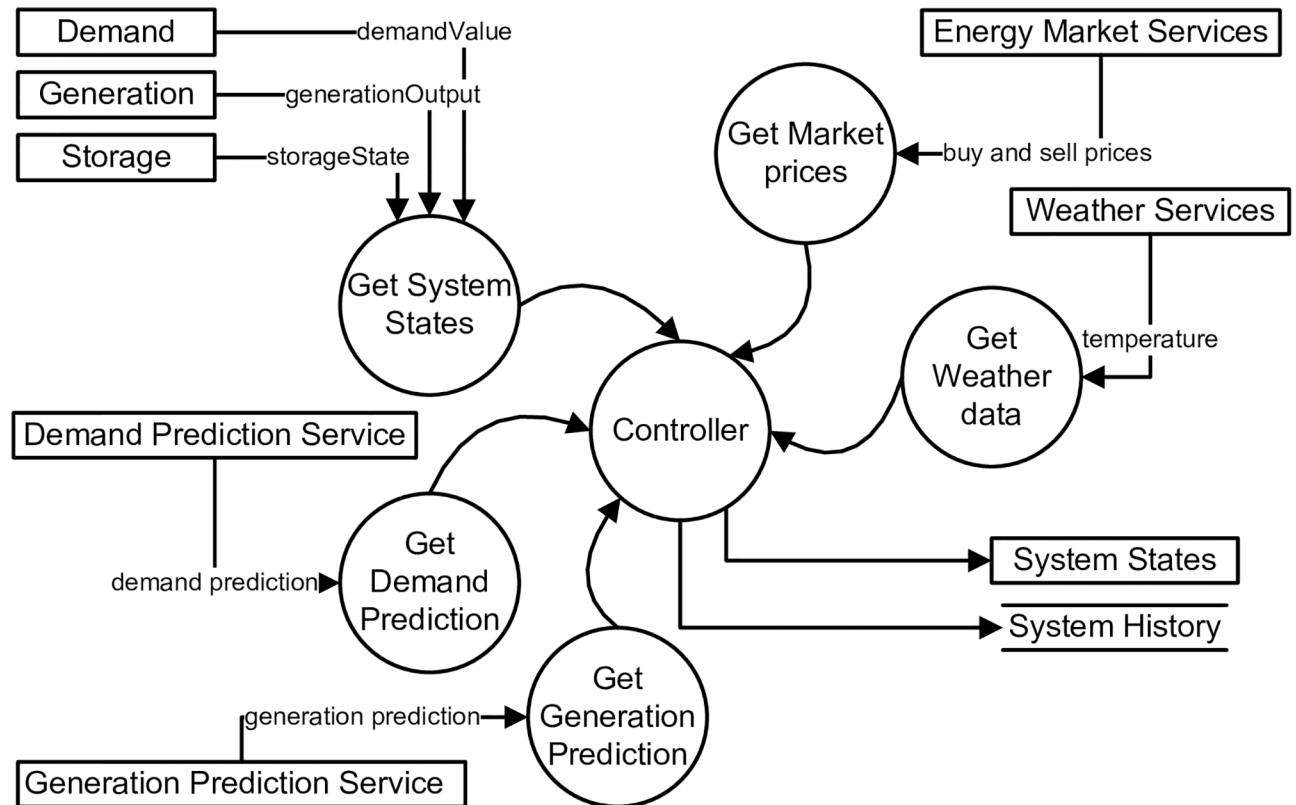 Demand
demandValue
Generation
generationOutput
Storage
storageState
Energy Market Services
Get Market
prices
buy and sell prices
Weather Services
Get System
States
Get
Weather
data
temperature
Controller
Demand Prediction Service
Get
Demand
Prediction
demand prediction
System States
System History
Get
Generation
Prediction
generation prediction
Generation Prediction Service